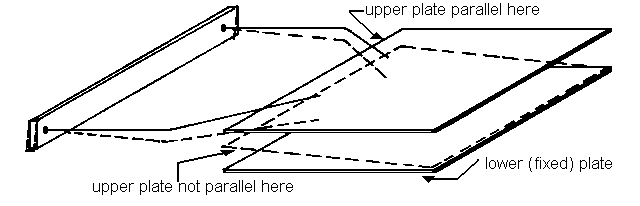 upper plate parallel here
lower (fixed) plate
upper plate not parallel here